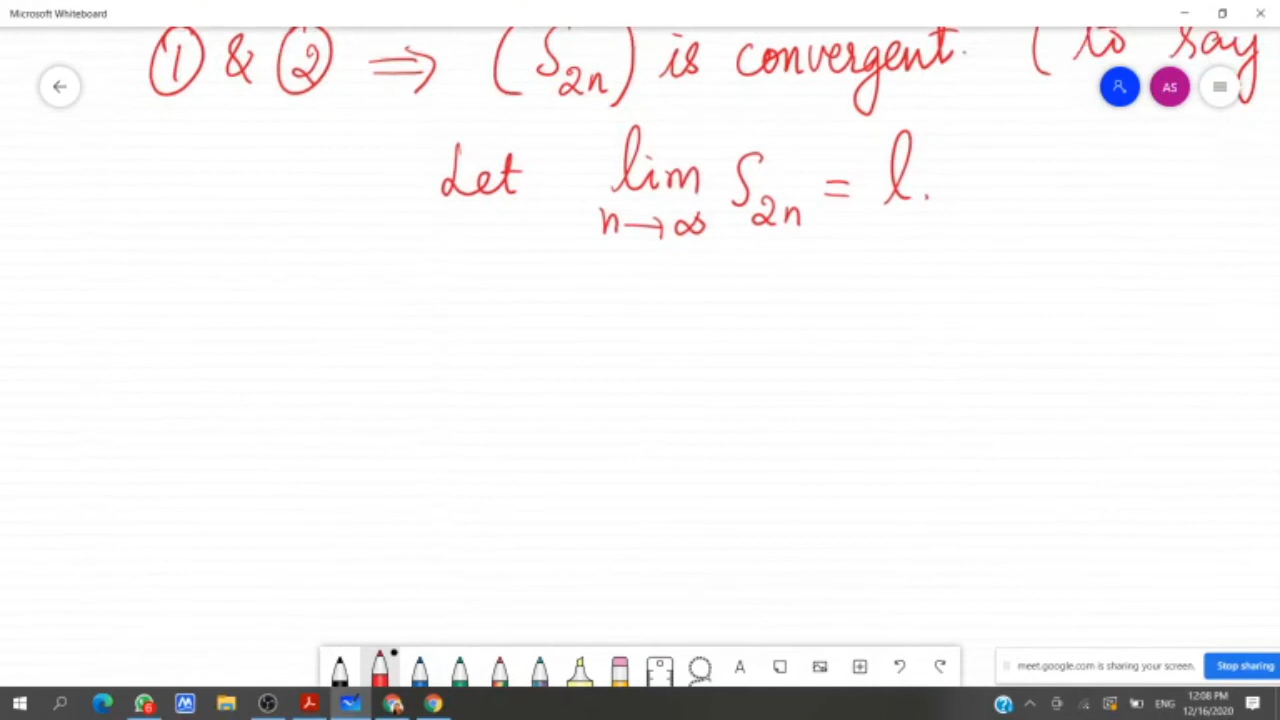 Microsoft Whiteboard
① & ② ⟹ (S₂ₙ) is convergent. (to say
AS
Let lim S₂ₙ = l.
n→∞
A
meet.google.com is sharing your screen. Stop sharing
6
ENG
12:08 PM
12/16/2020